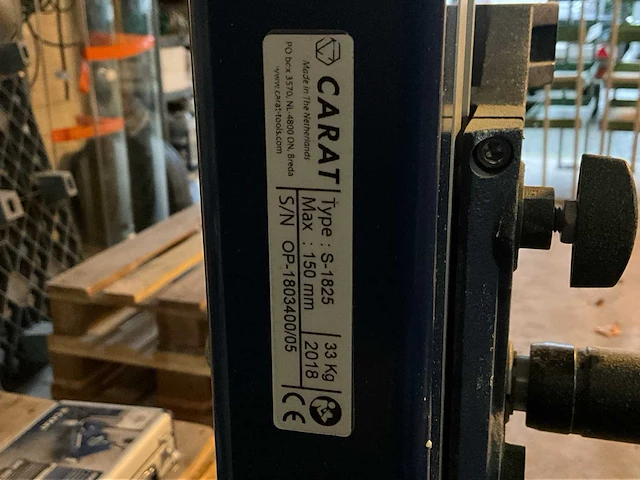 CARAT
Made in The Netherlands
PO box 3570, NL-4800 DN, Breda
www.carat-tools.com
Type : S-1825
33 Kg
Max : 150 mm
2018
S/N OP-1803400/05
CE